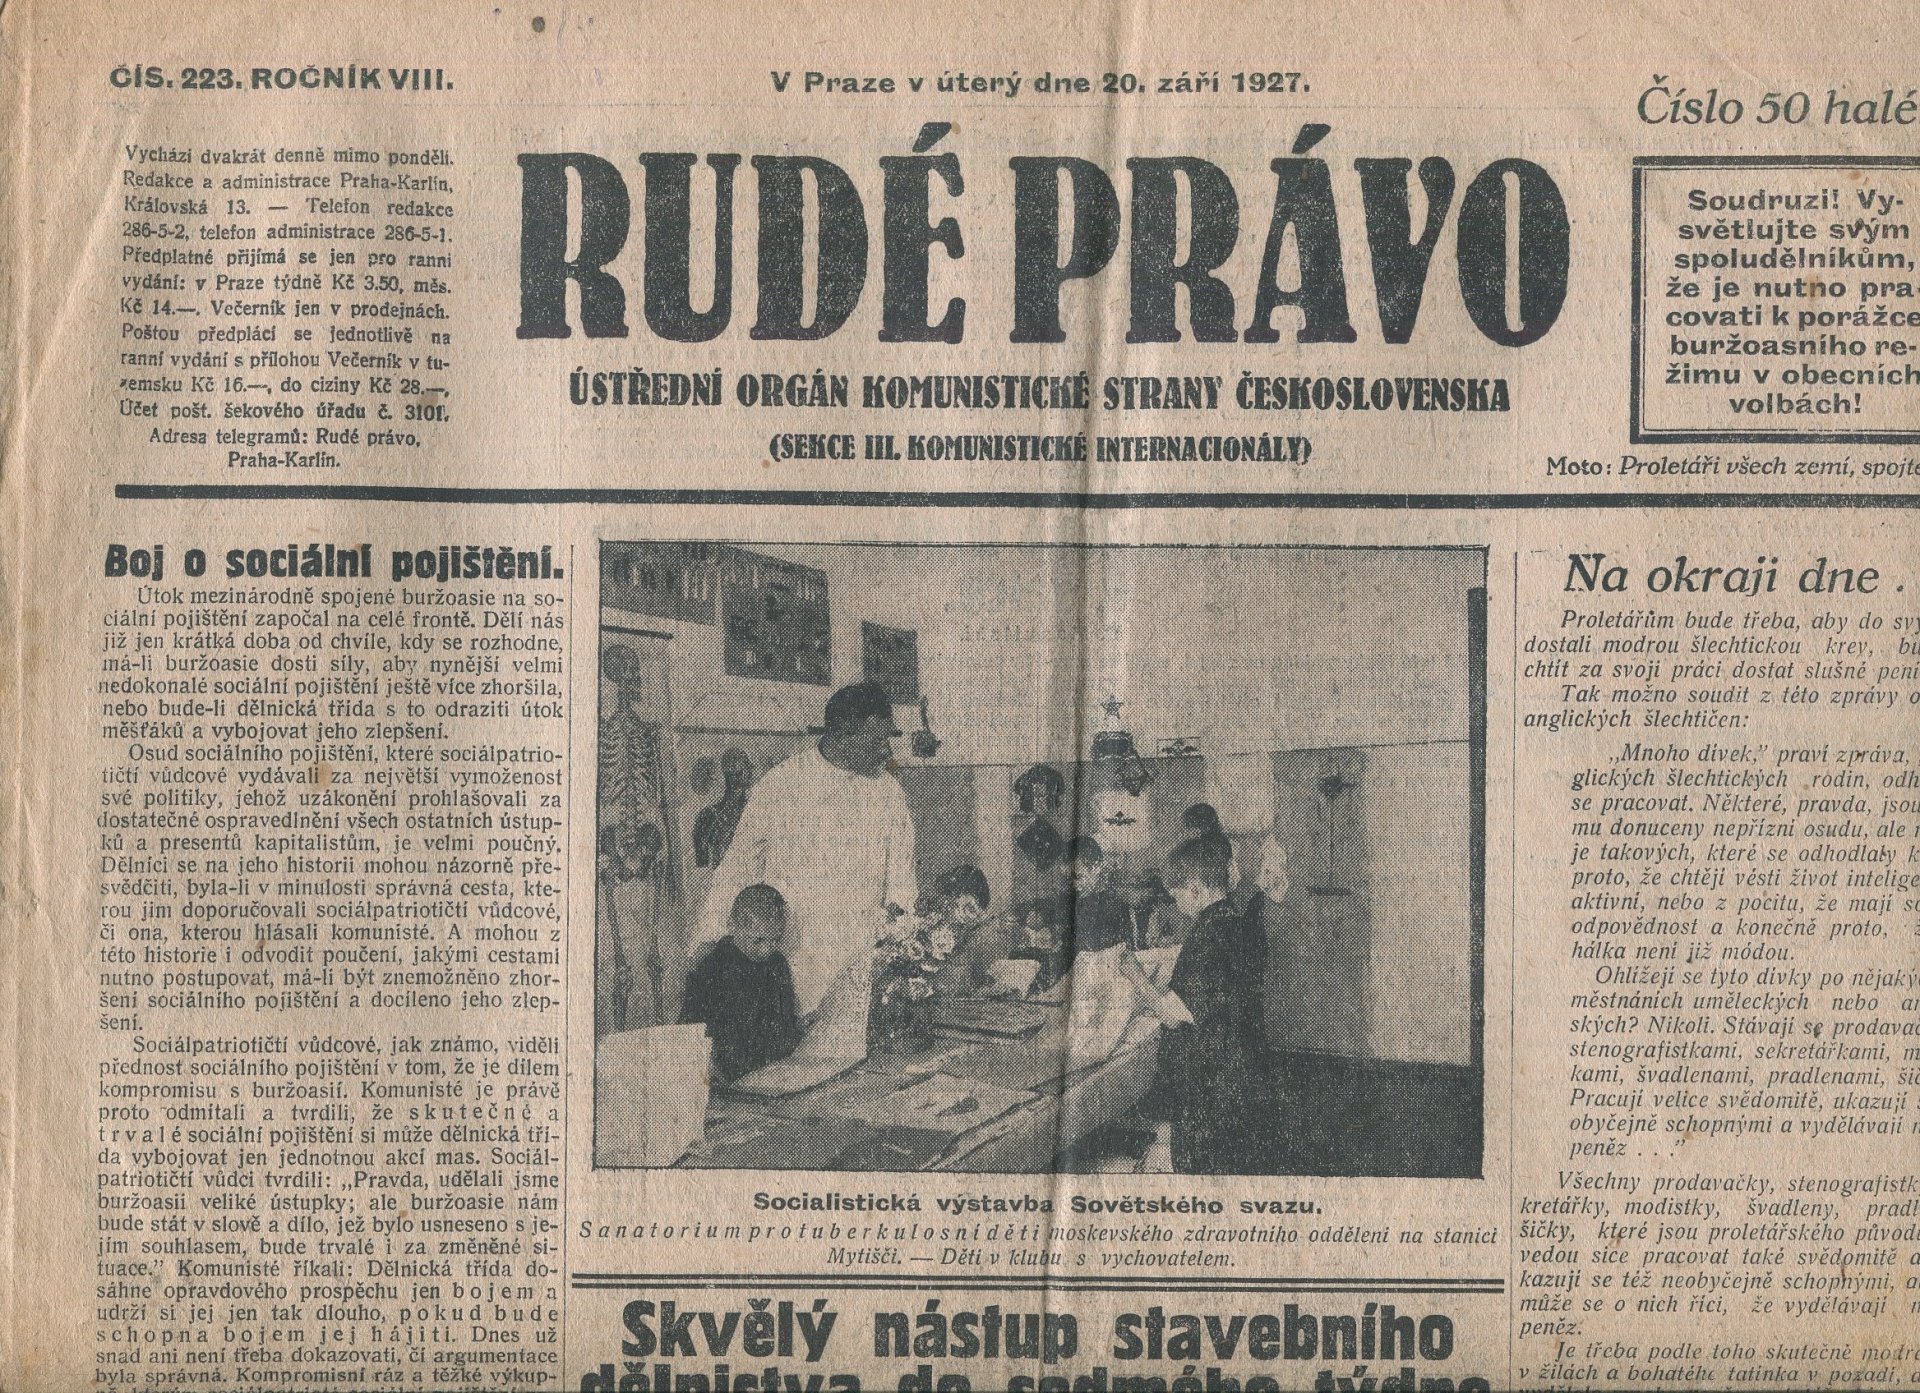 ČÍS. 223. ROČNÍK VIII.
V Praze v úterý dne 20. září 1927.
Číslo 50
Vychází dvakrát denně mimo pondělí.
Redakce a administrace Praha-Karlín,
Královská 13. — Telefon redakce
286-5-2, telefon administrace 286-5-1.
Předplatné přijímá se jen pro ranní
vydání: v Praze týdně Kč 3.50, měs.
Kč 14.—. Večerník jen v prodejnách.
Poštou předplácí se jednotlivě na
ranní vydání s přílohou Večerník v tu-
zemsku Kč 16.—, do ciziny Kč 28.—,
Účet pošt. šekového úřadu č. 3101,
Adresa telegramů: Rudé právo,
Praha-Karlín.
RUDÉ PRÁVO
ÚSTŘEDNÍ ORGÁN KOMUNISTICKÉ STRANY ČESKOSLOVENSKA
(SEKCE III. KOMUNISTICKÉ INTERNACIONÁLY)
Soudruzi! Vy-
světlujte svým
spoludělníkům,
že je nutno pra-
covati k porážce
buržoasního re-
žimu v obecních
volbách!
Moto: Proletáři všech zemí,
Boj o sociální pojištění.
Útok mezinárodně spojené buržoasie na so-
ciální pojištění započal na celé frontě. Dělí nás
již jen krátká doba od chvíle, kdy se rozhodne,
má-li buržoasie dosti síly, aby nynější velmi
nedokonalé sociální pojištění ještě více zhoršila,
nebo bude-li dělnická třída s to odraziti útok
měšťáků a vybojovat jeho zlepšení.
Osud sociálního pojištění, které sociálpatrio-
tičtí vůdcové vydávali za největší vymoženost
své politiky, jehož uzákonění prohlašovali za
dostatečné ospravedlnění všech ostatních ústup-
ků a presentů kapitalistům, je velmi poučný.
Dělníci se na jeho historii mohou názorně pře-
svědčiti, byla-li v minulosti správná cesta, kte-
rou jim doporučovali sociálpatriotičtí vůdcové,
či ona, kterou hlásali komunisté. A mohou z
této historie i odvodit poučení, jakými cestami
nutno postupovat, má-li být znemožněno zhor-
šení sociálního pojištění a docíleno jeho zlep-
šení.
Sociálpatriotičtí vůdcové, jak známo, viděli
přednost sociálního pojištění v tom, že je dílem
kompromisu s buržoasií. Komunisté je právě
proto odmítali a tvrdili, že skutečné a
trvalé sociální pojištění si může dělnická tří-
da vybojovat jen jednotnou akcí mas. Sociál-
patriotičtí vůdci tvrdili: „Pravda, udělali jsme
buržoasii veliké ústupky; ale buržoasie nám
bude stát v slově a dílo, jež bylo usneseno s je-
jím souhlasem, bude trvalé i za změněné si-
tuace.” Komunisté říkali: Dělnická třída do-
sáhne opravdového prospěchu jen bojem a
udrží si jej jen tak dlouho, pokud bude
schopna bojem jej hájiti. Dnes už
snad ani není třeba dokazovati, čí argumentace
byla správná. Kompromisní ráz a těžké výkup-
Socialistická výstavba Sovětského svazu.
Sanatorium pro tuberkulosní děti moskevského zdravotního oddělení na stanici
Mytišči. — Děti v klubu s vychovatelem.
Skvělý nástup stavebního
dělnictva do sedmého týdne
Na okraji dne .
Proletářům bude třeba, aby do
dostali modrou šlechtickou krev,
chtít za svoji práci dostat slušné
Tak možno soudit z této zprávy
anglických šlechtičen:
„Mnoho dívek,” praví zpráva,
glických šlechtických rodin,
se pracovat. Některé, pravda,
mu donuceny nepřízní osudu, ale
je takových, které se odhodlaly
proto, že chtějí vésti život
aktivní, nebo z pocitu, že mají
odpovědnost a konečně proto,
hálka není již módou.
Ohlížejí se tyto dívky po
městnáních uměleckých nebo
ských? Nikoli. Stávají se
stenografistkami, sekretářkami,
kami, švadlenami, pradlenami,
Pracují velice svědomitě, ukazují
obyčejně schopnými a vydělávají
peněz . . .”
Všechny prodavačky,
kretářky, modistky, švadleny,
šičky, které jsou proletářského
vedou sice pracovat také svědomitě
kazují se též neobyčejně schopnými,
může se o nich říci, že vydělávají
peněz.
Je třeba podle toho skutečně
v žilách a bohatého tatínka v pozadí,